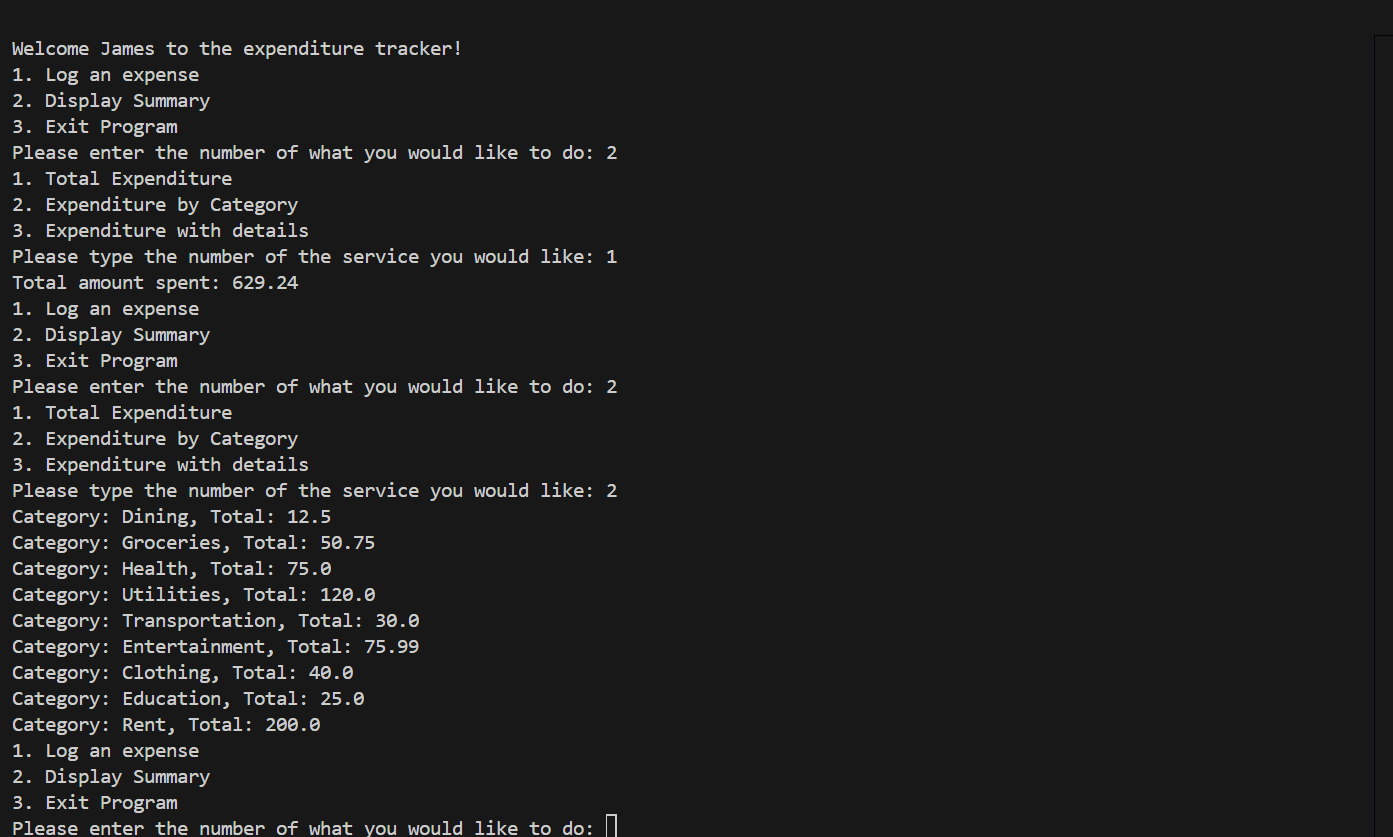 Welcome James to the expenditure tracker!
1. Log an expense
2. Display Summary
3. Exit Program
Please enter the number of what you would like to do: 2
1. Total Expenditure
2. Expenditure by Category
3. Expenditure with details
Please type the number of the service you would like: 1
Total amount spent: 629.24
1. Log an expense
2. Display Summary
3. Exit Program
Please enter the number of what you would like to do: 2
1. Total Expenditure
2. Expenditure by Category
3. Expenditure with details
Please type the number of the service you would like: 2
Category: Dining, Total: 12.5
Category: Groceries, Total: 50.75
Category: Health, Total: 75.0
Category: Utilities, Total: 120.0
Category: Transportation, Total: 30.0
Category: Entertainment, Total: 75.99
Category: Clothing, Total: 40.0
Category: Education, Total: 25.0
Category: Rent, Total: 200.0
1. Log an expense
2. Display Summary
3. Exit Program
Please enter the number of what you would like to do: